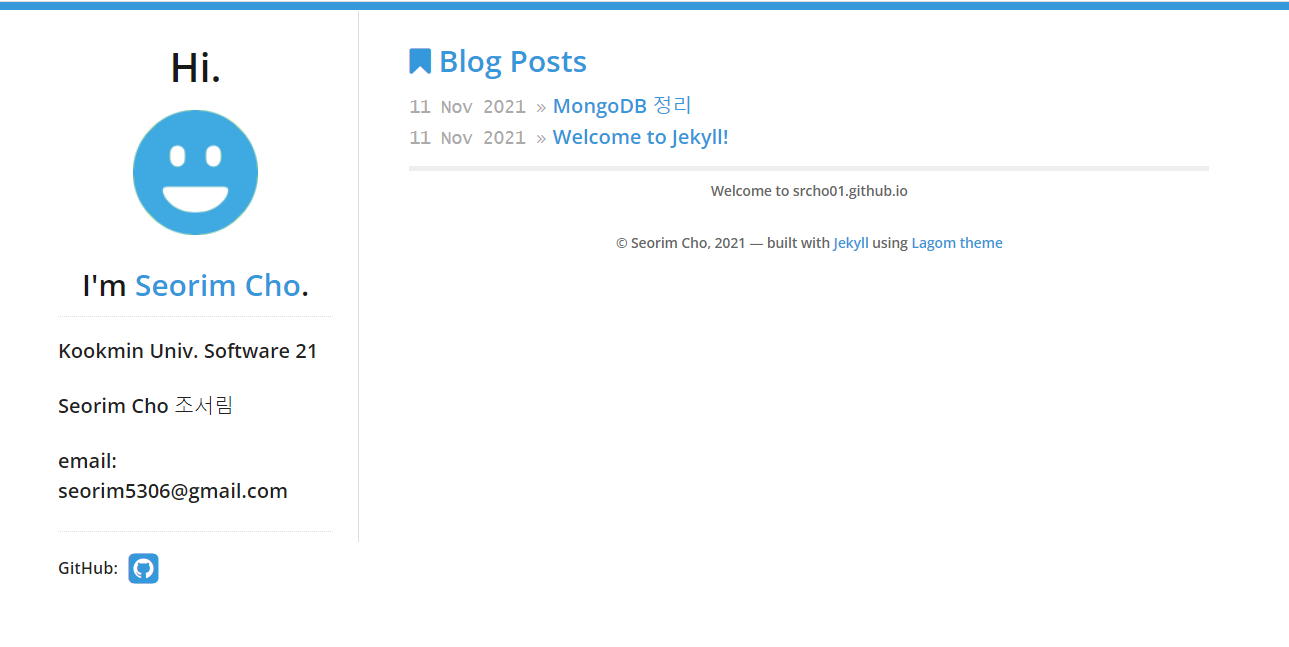 Hi.
I'm Seorim Cho.
Kookmin Univ. Software 21
Seorim Cho 조서림
email:
seorim5306@gmail.com
GitHub:
Blog Posts
11 Nov 2021 » MongoDB 정리
11 Nov 2021 » Welcome to Jekyll!
Welcome to srcho01.github.io
© Seorim Cho, 2021 — built with Jekyll using Lagom theme